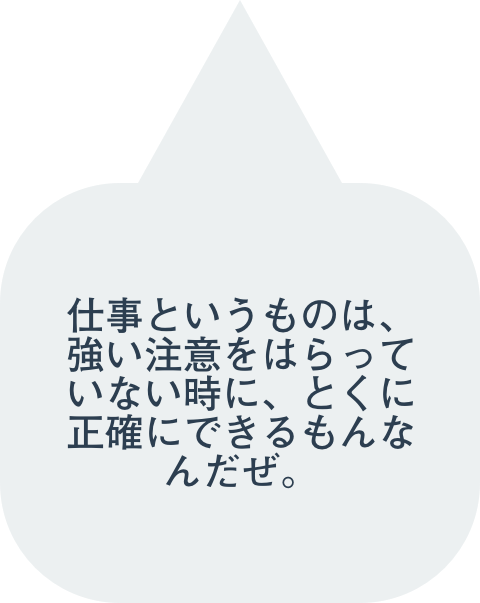 仕事というものは、
強い注意をはらって
いない時に、とくに
正確にできるもんな
んだぜ。